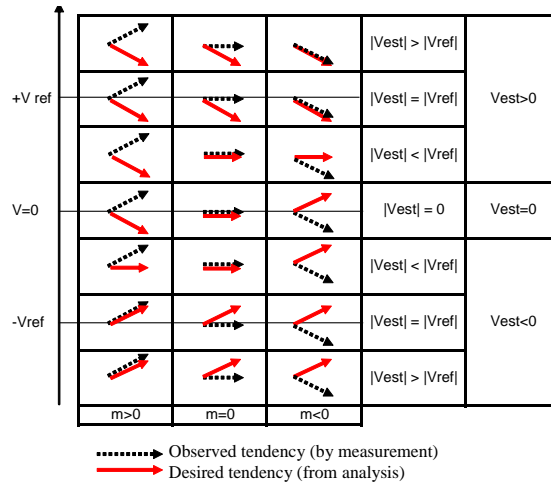 |Vest| > |Vref|
+V ref
|Vest| = |Vref|
Vest>0
|Vest| < |Vref|
V=0
|Vest| = 0
Vest=0
|Vest| < |Vref|
-Vref
|Vest| = |Vref|
Vest<0
|Vest| > |Vref|
m>0 m=0 m<0
Observed tendency (by measurement)
Desired tendency (from analysis)